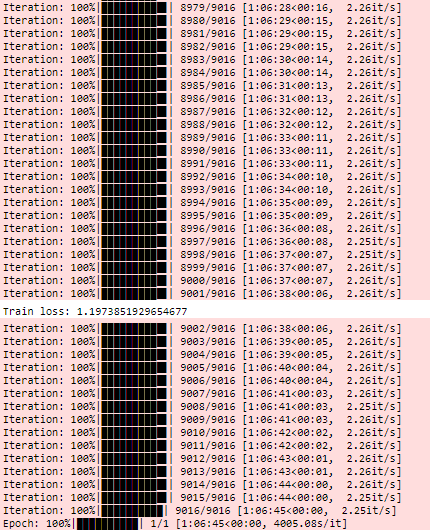 Iteration: 100%|██████████| 8979/9016 [1:06:28<00:16, 2.26it/s]
Iteration: 100%|██████████| 8980/9016 [1:06:29<00:15, 2.26it/s]
Iteration: 100%|██████████| 8981/9016 [1:06:29<00:15, 2.26it/s]
Iteration: 100%|██████████| 8982/9016 [1:06:29<00:15, 2.26it/s]
Iteration: 100%|██████████| 8983/9016 [1:06:30<00:14, 2.26it/s]
Iteration: 100%|██████████| 8984/9016 [1:06:30<00:14, 2.26it/s]
Iteration: 100%|██████████| 8985/9016 [1:06:31<00:13, 2.26it/s]
Iteration: 100%|██████████| 8986/9016 [1:06:31<00:13, 2.26it/s]
Iteration: 100%|██████████| 8987/9016 [1:06:32<00:12, 2.26it/s]
Iteration: 100%|██████████| 8988/9016 [1:06:32<00:12, 2.26it/s]
Iteration: 100%|██████████| 8989/9016 [1:06:33<00:11, 2.26it/s]
Iteration: 100%|██████████| 8990/9016 [1:06:33<00:11, 2.26it/s]
Iteration: 100%|██████████| 8991/9016 [1:06:33<00:11, 2.26it/s]
Iteration: 100%|██████████| 8992/9016 [1:06:34<00:10, 2.26it/s]
Iteration: 100%|██████████| 8993/9016 [1:06:34<00:10, 2.26it/s]
Iteration: 100%|██████████| 8994/9016 [1:06:35<00:09, 2.26it/s]
Iteration: 100%|██████████| 8995/9016 [1:06:35<00:09, 2.26it/s]
Iteration: 100%|██████████| 8996/9016 [1:06:36<00:08, 2.26it/s]
Iteration: 100%|██████████| 8997/9016 [1:06:36<00:08, 2.25it/s]
Iteration: 100%|██████████| 8998/9016 [1:06:37<00:07, 2.25it/s]
Iteration: 100%|██████████| 8999/9016 [1:06:37<00:07, 2.26it/s]
Iteration: 100%|██████████| 9000/9016 [1:06:37<00:07, 2.26it/s]
Iteration: 100%|██████████| 9001/9016 [1:06:38<00:06, 2.26it/s]
Train loss: 1.1973851929654677
Iteration: 100%|██████████| 9002/9016 [1:06:38<00:06, 2.26it/s]
Iteration: 100%|██████████| 9003/9016 [1:06:39<00:05, 2.26it/s]
Iteration: 100%|██████████| 9004/9016 [1:06:39<00:05, 2.26it/s]
Iteration: 100%|██████████| 9005/9016 [1:06:40<00:04, 2.26it/s]
Iteration: 100%|██████████| 9006/9016 [1:06:40<00:04, 2.26it/s]
Iteration: 100%|██████████| 9007/9016 [1:06:41<00:03, 2.26it/s]
Iteration: 100%|██████████| 9008/9016 [1:06:41<00:03, 2.25it/s]
Iteration: 100%|██████████| 9009/9016 [1:06:41<00:03, 2.26it/s]
Iteration: 100%|██████████| 9010/9016 [1:06:42<00:02, 2.26it/s]
Iteration: 100%|██████████| 9011/9016 [1:06:42<00:02, 2.26it/s]
Iteration: 100%|██████████| 9012/9016 [1:06:43<00:01, 2.26it/s]
Iteration: 100%|██████████| 9013/9016 [1:06:43<00:01, 2.26it/s]
Iteration: 100%|██████████| 9014/9016 [1:06:44<00:00, 2.26it/s]
Iteration: 100%|██████████| 9015/9016 [1:06:44<00:00, 2.25it/s]
Iteration: 100%|██████████| 9016/9016 [1:06:45<00:00, 2.25it/s]
Epoch: 100%|██████████| 1/1 [1:06:45<00:00, 4005.08s/it]